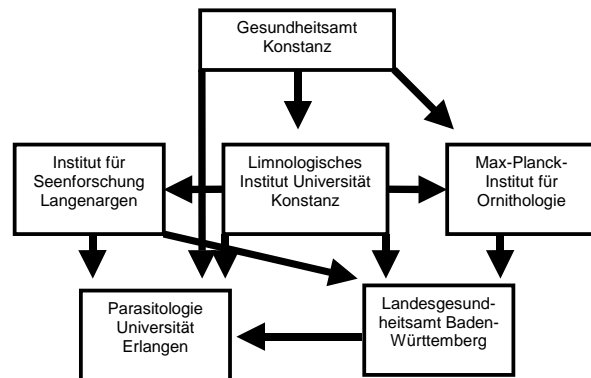 Gesundheitsamt
Konstanz
Institut für
Seenforschung
Langenargen
Limnologisches
Institut Universität
Konstanz
Max-Planck-
Institut für
Ornithologie
Parasitologie
Universität
Erlangen
Landesgesund-
heitsamt Baden-
Württemberg